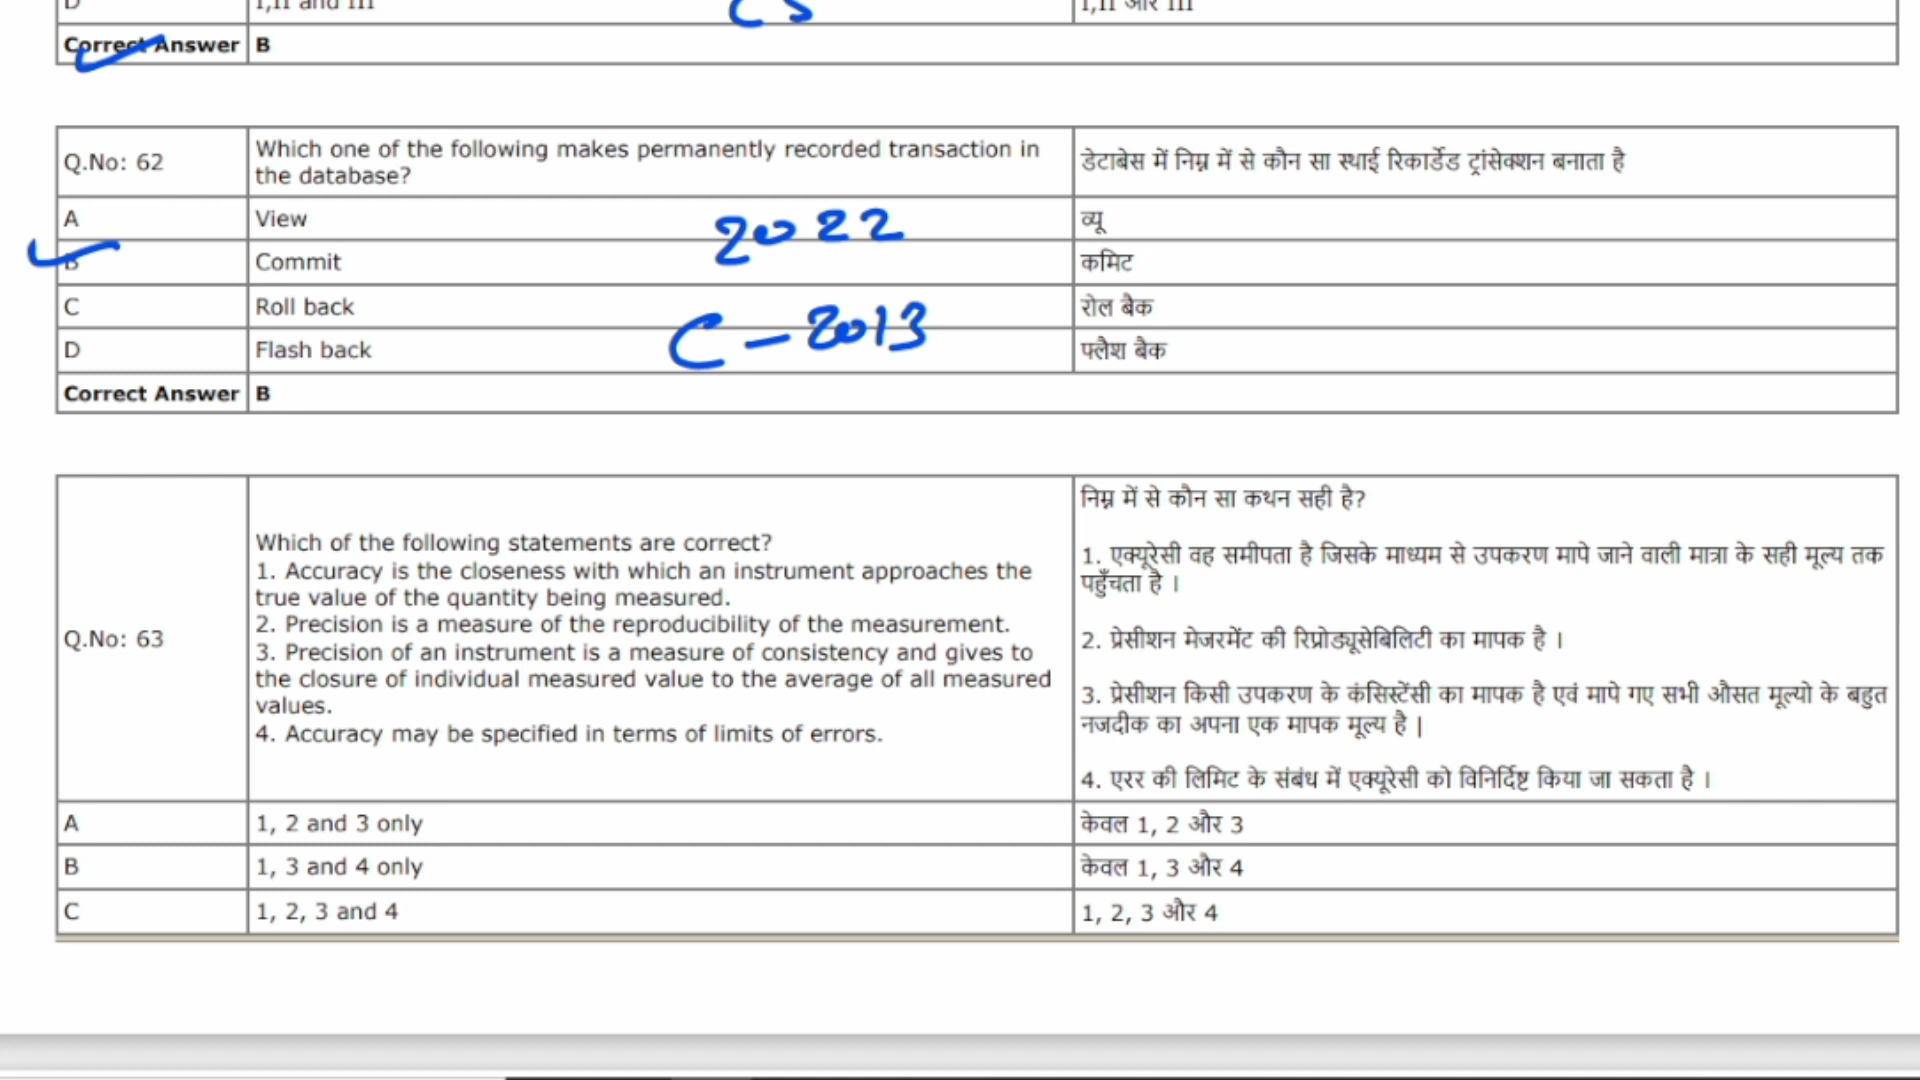 D I,II and III I,II और III
Correct Answer B
Q.No: 62
Which one of the following makes permanently recorded transaction in
the database?
डेटाबेस में निम्न में से कौन सा स्थाई रिकार्डेड ट्रांसेक्शन बनाता है
A View व्यू
2022
B Commit कमिट
C Roll back रोल बैक
C - 2013
D Flash back फ्लैश बैक
Correct Answer B
Q.No: 63
Which of the following statements are correct?
1. Accuracy is the closeness with which an instrument approaches the
true value of the quantity being measured.
2. Precision is a measure of the reproducibility of the measurement.
3. Precision of an instrument is a measure of consistency and gives to
the closure of individual measured value to the average of all measured
values.
4. Accuracy may be specified in terms of limits of errors.
निम्न में से कौन सा कथन सही है?
1. एक्यूरेसी वह समीपता है जिसके माध्यम से उपकरण मापे जाने वाली मात्रा के सही मूल्य तक
पहुँचता है ।
2. प्रेसीशन मेजरमेंट की रिप्रोड्यूसेबिलिटी का मापक है ।
3. प्रेसीशन किसी उपकरण के कंसिस्टेंसी का मापक है एवं मापे गए सभी औसत मूल्यो के बहुत
नजदीक का अपना एक मापक मूल्य है |
4. एरर की लिमिट के संबंध में एक्यूरेसी को विनिर्दिष्ट किया जा सकता है ।
A 1, 2 and 3 only केवल 1, 2 और 3
B 1, 3 and 4 only केवल 1, 3 और 4
C 1, 2, 3 and 4 1, 2, 3 और 4